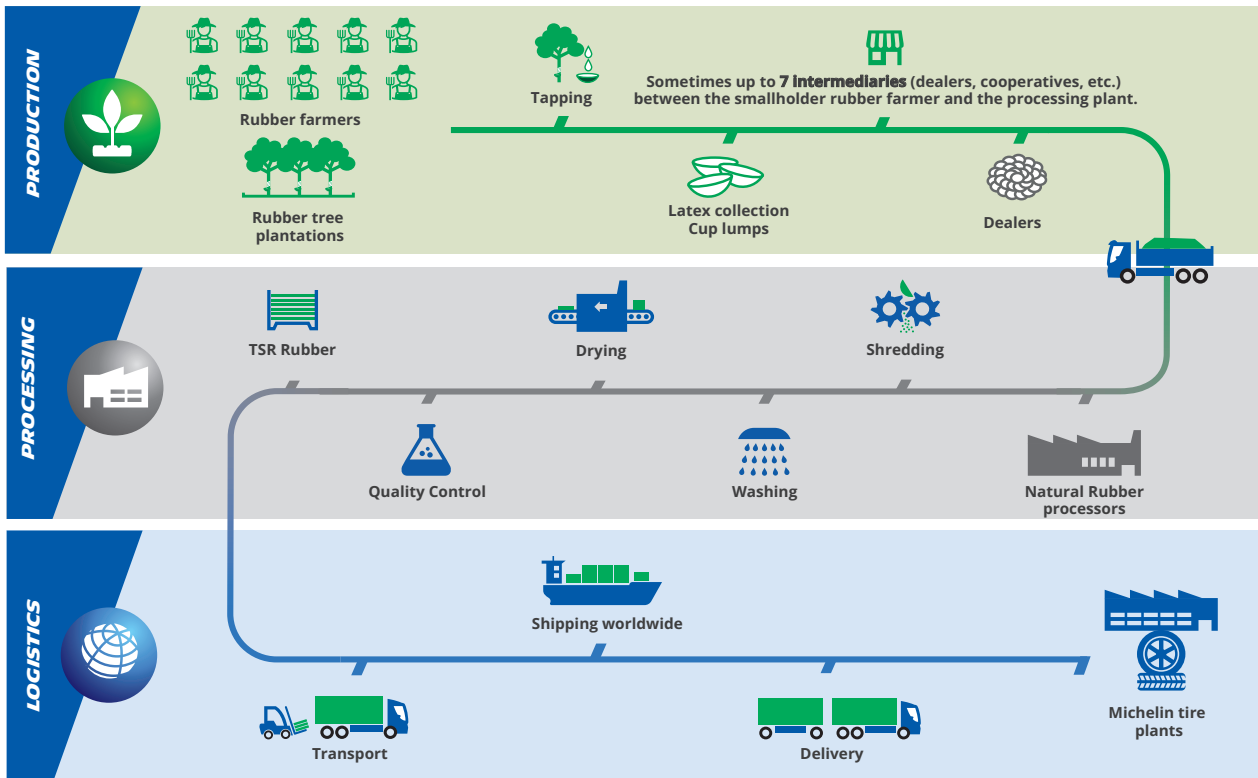 PRODUCTION
Rubber farmers
Rubber tree
plantations
Tapping
Sometimes up to 7 intermediaries (dealers, cooperatives, etc.)
between the smallholder rubber farmer and the processing plant.
Latex collection
Cup lumps
Dealers
PROCESSING
TSR Rubber
Drying
Shredding
Quality Control
Washing
Natural Rubber
processors
LOGISTICS
Shipping worldwide
Transport
Delivery
Michelin tire
plants